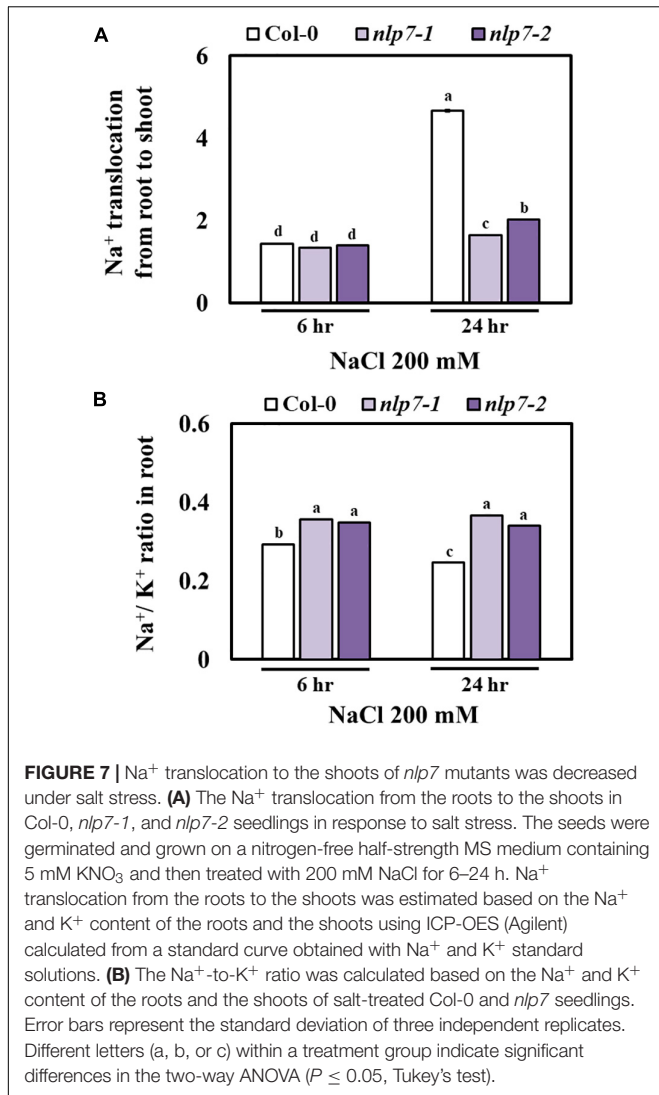 A
Col-0 nlp7-1 nlp7-2
Na+ translocation
from root to shoot
6
4
2
0
d d d a c b
6 hr 24 hr
NaCl 200 mM
B
Col-0 nlp7-1 nlp7-2
Na+/ K+ ratio in root
0.6
0.4
0.2
0
b a a c a a
6 hr 24 hr
NaCl 200 mM
FIGURE 7 | Na+ translocation to the shoots of nlp7 mutants was decreased
under salt stress. (A) The Na+ translocation from the roots to the shoots in
Col-0, nlp7-1, and nlp7-2 seedlings in response to salt stress. The seeds were
germinated and grown on a nitrogen-free half-strength MS medium containing
5 mM KNO3 and then treated with 200 mM NaCl for 6–24 h. Na+
translocation from the roots to the shoots was estimated based on the Na+
and K+ content of the roots and the shoots using ICP-OES (Agilent)
calculated from a standard curve obtained with Na+ and K+ standard
solutions. (B) The Na+-to-K+ ratio was calculated based on the Na+ and K+
content of the roots and the shoots of salt-treated Col-0 and nlp7 seedlings.
Error bars represent the standard deviation of three independent replicates.
Different letters (a, b, or c) within a treatment group indicate significant
differences in the two-way ANOVA (P ≤ 0.05, Tukey's test).